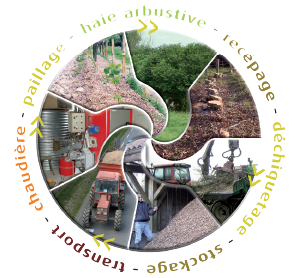 haie arbustive - recepage - déchiquetage - stockage - transport - chaudière - paillage -